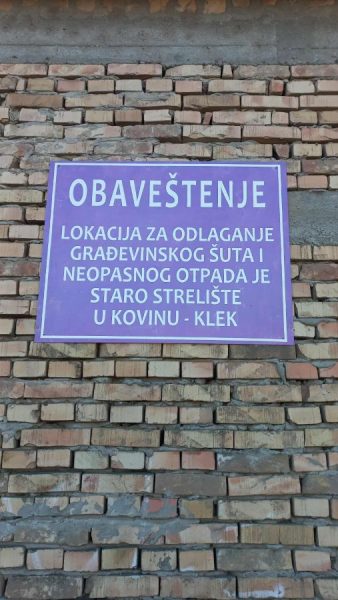 OBAVEŠTENJE
LOKACIJA ZA ODLAGANJE
GRAĐEVINSKOG ŠUTA I
NEOPASNOG OTPADA JE
STARO STRELIŠTE
U KOVINU - KLEK